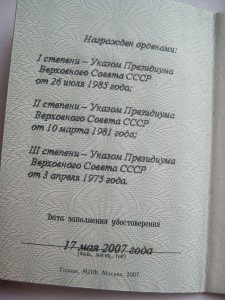 Награжден орденами:
I степени – Указом Президиума
Верховного Совета СССР
от 26 июля 1985 года;
II степени – Указом Президиума
Верховного Совета СССР
от 10 марта 1981 года;
III степени – Указом Президиума
Верховного Совета СССР
от 3 апреля 1975 года.
Дата заполнения удостоверения
17 мая 2007 года
(день, месяц, год)
Гознак, МПФ, Москва, 2007.